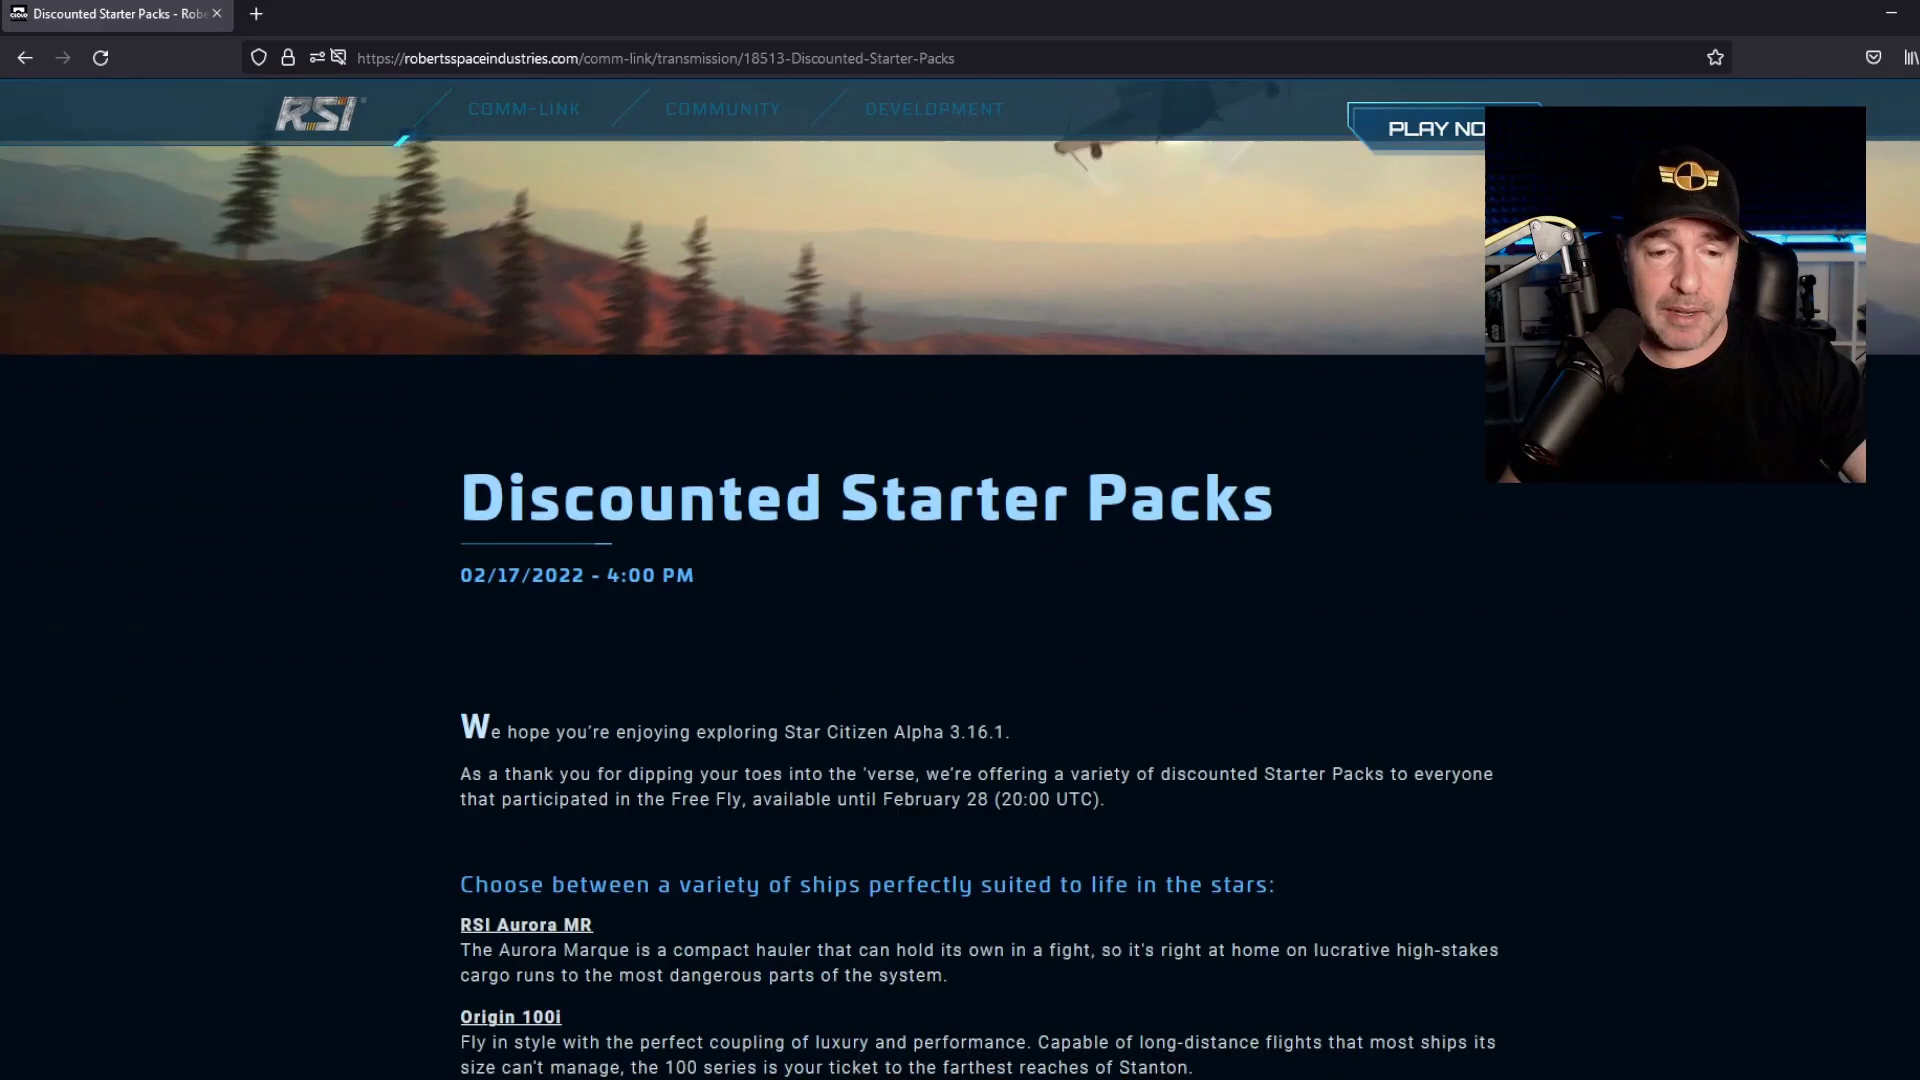 Discounted Starter Packs - Robe
https://robertsspaceindustries.com/comm-link/transmission/18513-Discounted-Starter-Packs
RSI
COMM-LINK
COMMUNITY
DEVELOPMENT
PLAY NO
Discounted Starter Packs
02/17/2022 - 4:00 PM
We hope you're enjoying exploring Star Citizen Alpha 3.16.1.
As a thank you for dipping your toes into the 'verse, we're offering a variety of discounted Starter Packs to everyone
that participated in the Free Fly, available until February 28 (20:00 UTC).
Choose between a variety of ships perfectly suited to life in the stars:
RSI Aurora MR
The Aurora Marque is a compact hauler that can hold its own in a fight, so it's right at home on lucrative high-stakes
cargo runs to the most dangerous parts of the system.
Origin 100i
Fly in style with the perfect coupling of luxury and performance. Capable of long-distance flights that most ships its
size can't manage, the 100 series is your ticket to the farthest reaches of Stanton.